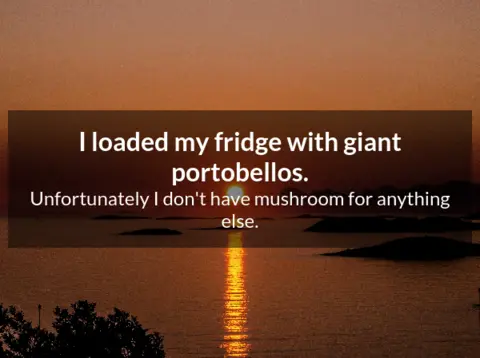 I loaded my fridge with giant
portobellos.
Unfortunately I don't have mushroom for anything
else.